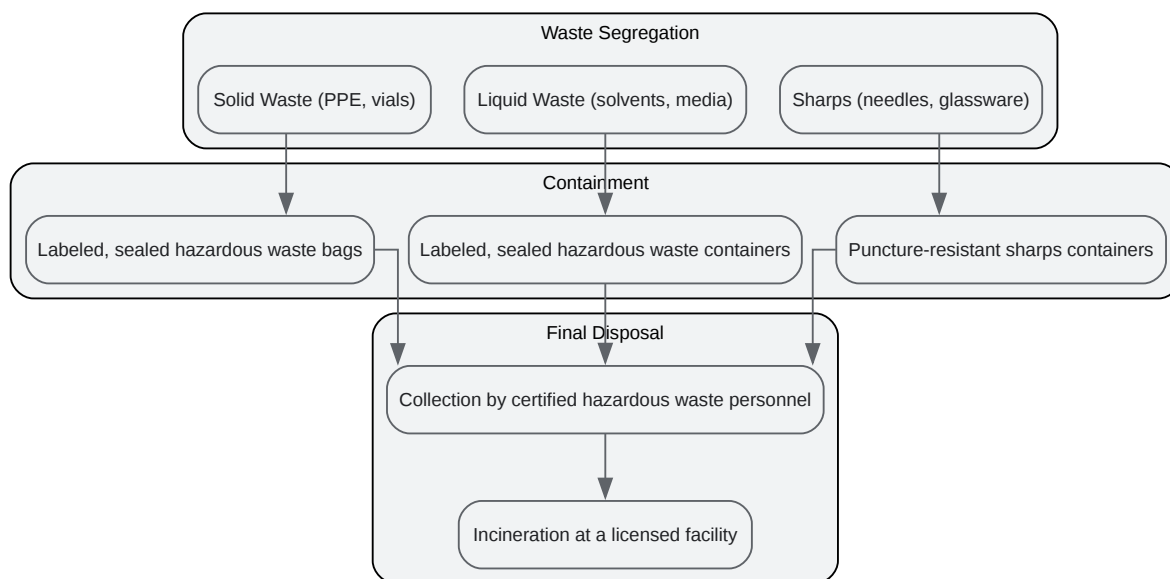 Waste Segregation
Solid Waste (PPE, vials)
Liquid Waste (solvents, media)
Sharps (needles, glassware)
Containment
Labeled, sealed hazardous waste bags
Labeled, sealed hazardous waste containers
Puncture-resistant sharps containers
Final Disposal
Collection by certified hazardous waste personnel
Incineration at a licensed facility